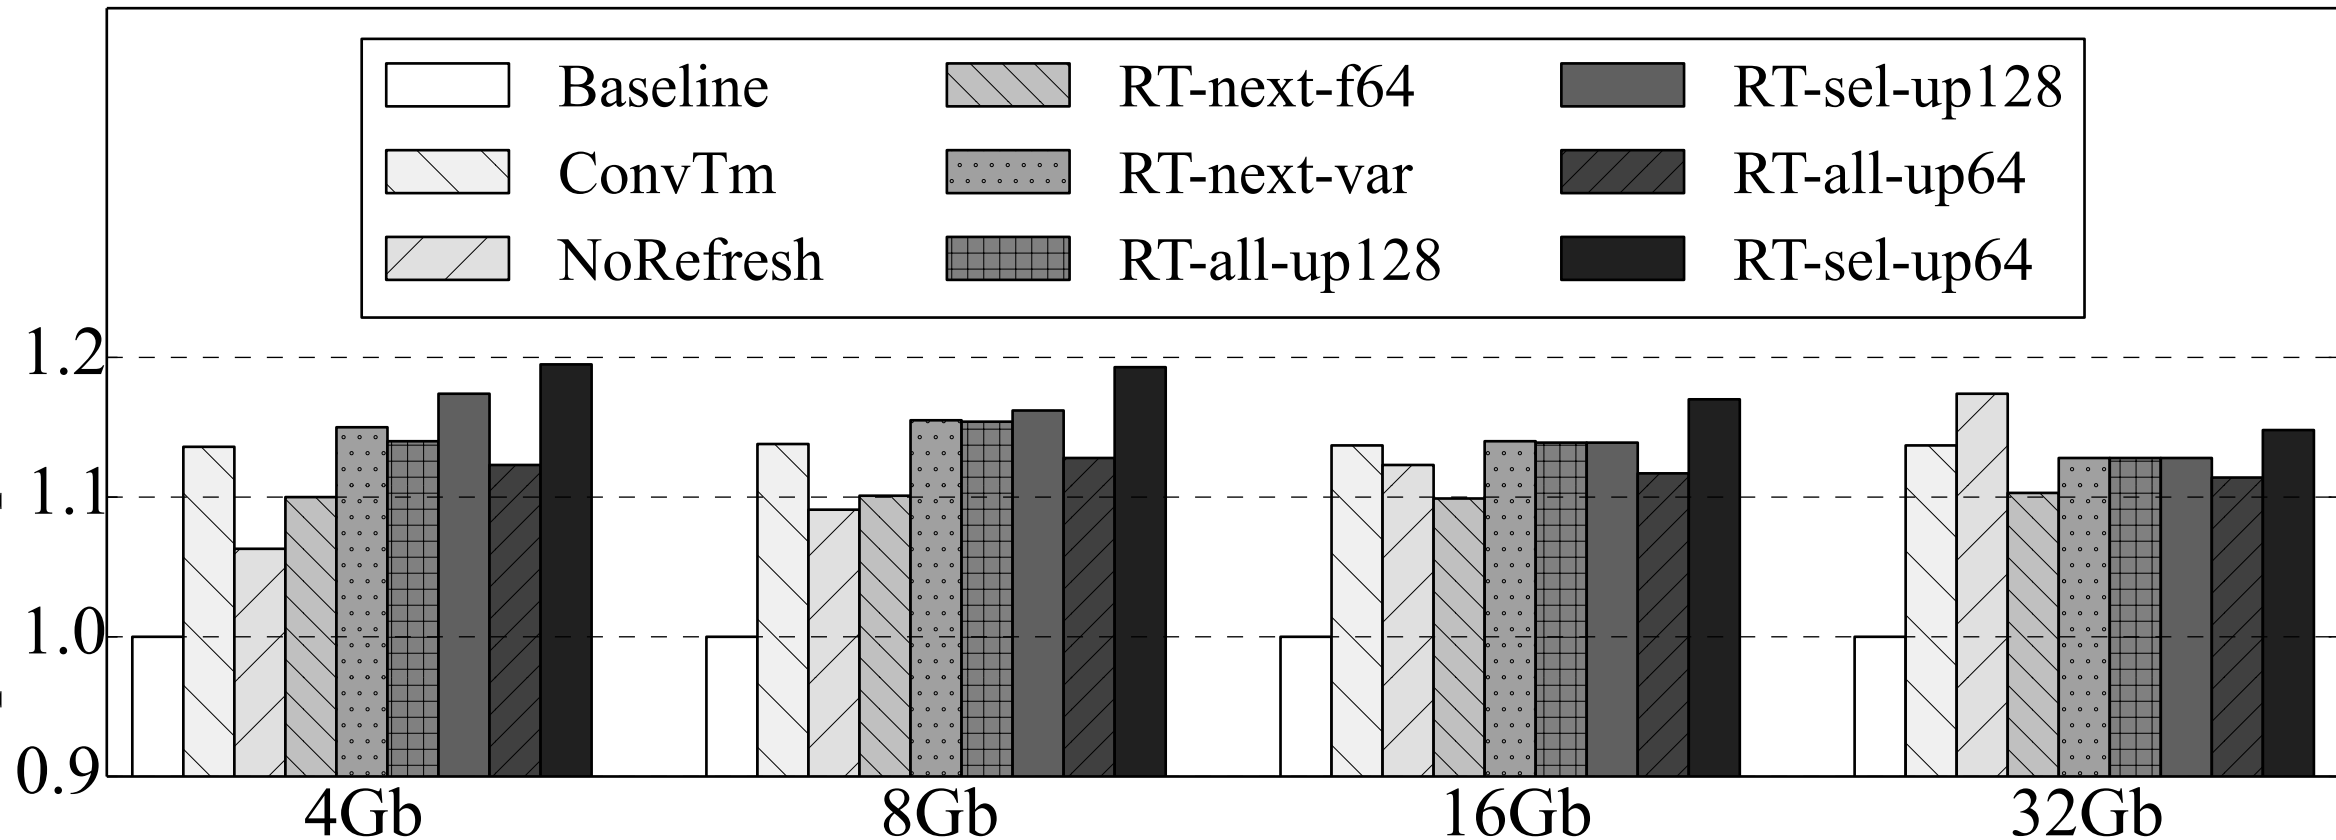 Baseline
ConvTm
NoRefresh
RT-next-f64
RT-next-var
RT-all-up128
RT-sel-up128
RT-all-up64
RT-sel-up64
1.2
1.1
1.0
0.9
4Gb 8Gb 16Gb 32Gb